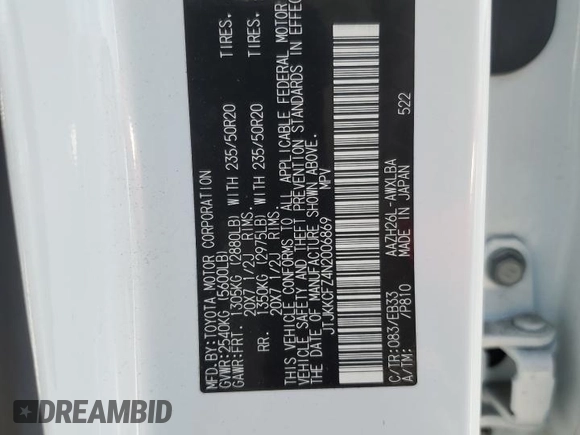 MFD.BY:TOYOTA MOTOR CORPORATION
GVWR:2540KG (5600LB)
GAWR:FRT. 1305KG (2880LB) WITH 235/50R20 TIRES.
20X7 1/2J RIMS.
RR. 1350KG (2975LB) WITH 235/50R20 TIRES.
20X7 1/2J RIMS.
THIS VEHICLE CONFORMS TO ALL APPLICABLE FEDERAL MOTOR
VEHICLE SAFETY AND THEFT PREVENTION STANDARDS IN EFFEC
DATE OF MANUFACTURE SHOWN ABOVE.
JTJKKCFZ4N2006869 MPV
C/TR:083/EB33 AAZH26L-AWXLBA
A/TM: /P810 MADE IN JAPAN 522
DREAMBID